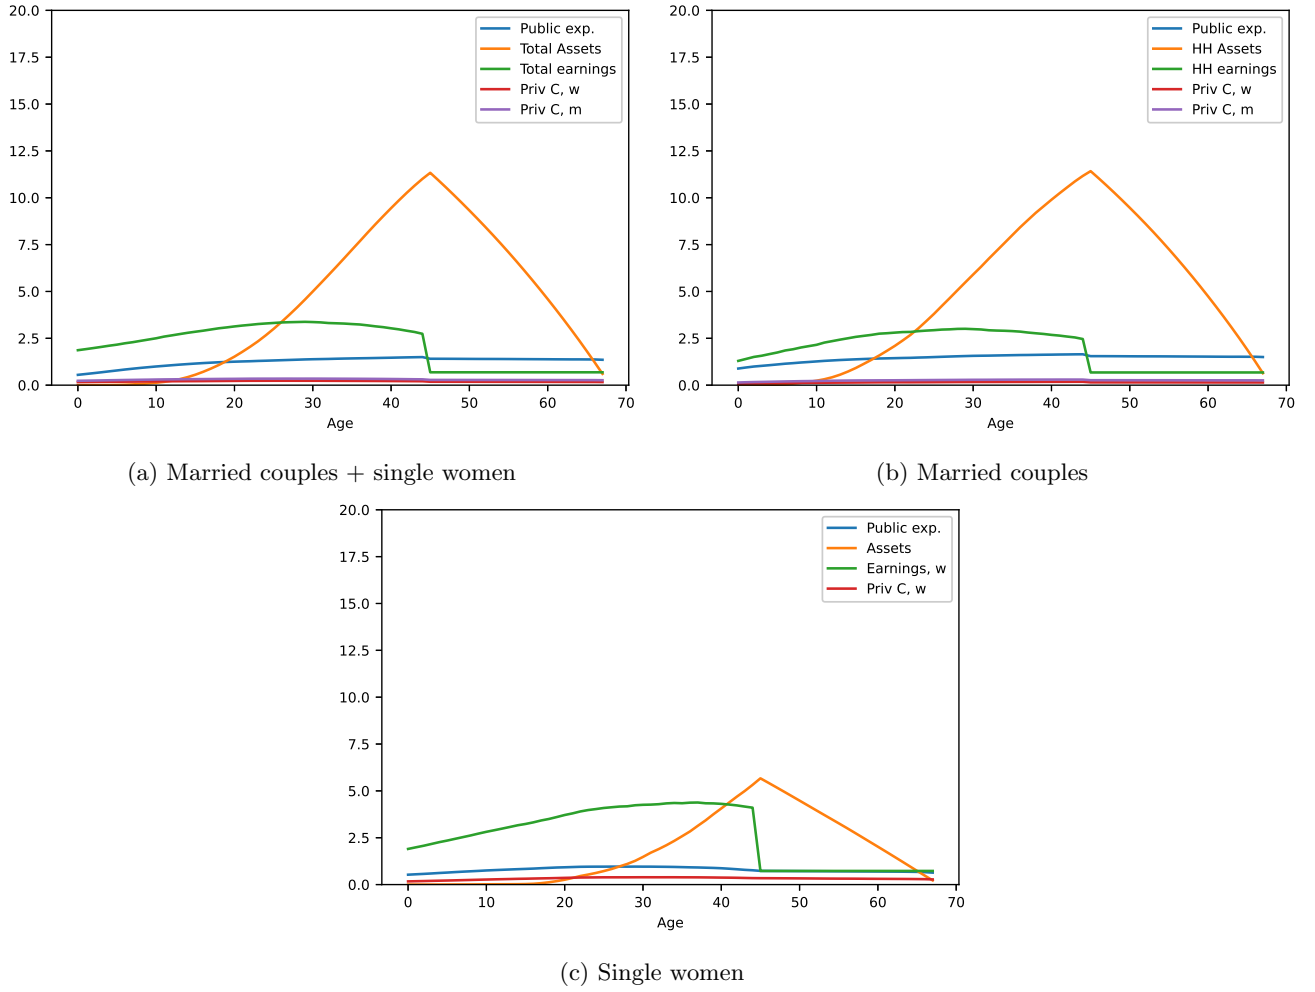 20.0
17.5
15.0
12.5
10.0
7.5
5.0
2.5
0.0
0 10 20 30 40 50 60 70
Age
Public exp.
Total Assets
Total earnings
Priv C, w
Priv C, m
(a) Married couples + single women
20.0
17.5
15.0
12.5
10.0
7.5
5.0
2.5
0.0
0 10 20 30 40 50 60 70
Age
Public exp.
HH Assets
HH earnings
Priv C, w
Priv C, m
(b) Married couples
20.0
17.5
15.0
12.5
10.0
7.5
5.0
2.5
0.0
0 10 20 30 40 50 60 70
Age
Public exp.
Assets
Earnings, w
Priv C, w
(c) Single women